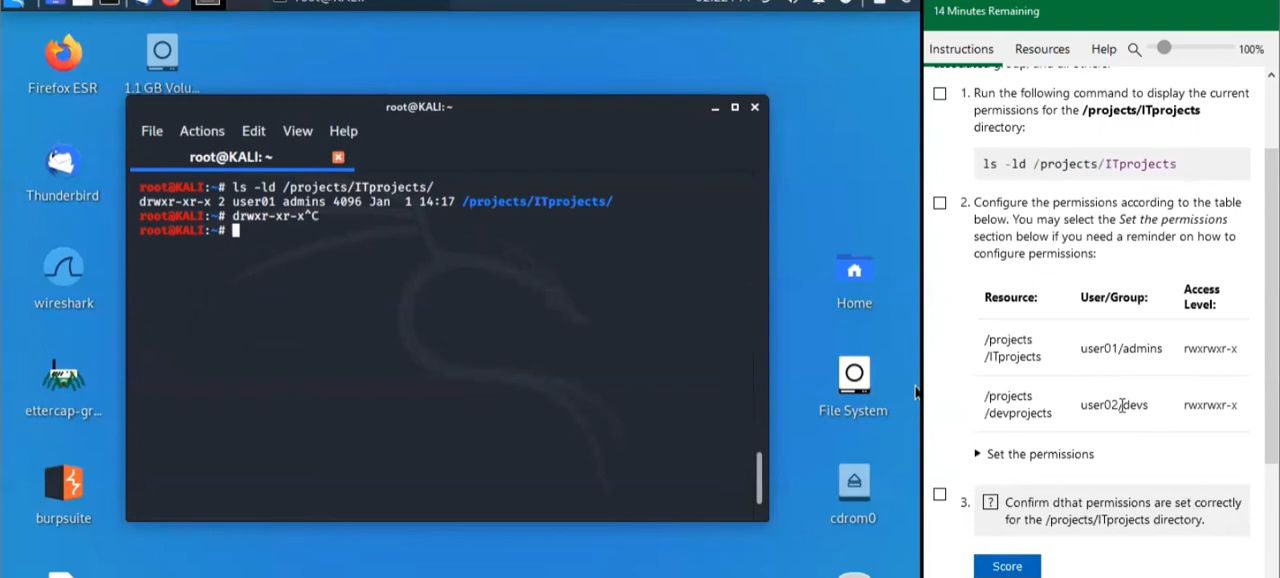 root@KALI: ~
14 Minutes Remaining
Instructions
Resources
Help
100%
Firefox ESR
1.1 GB Volu...
Thunderbird
wireshark
ettercap-gr...
burpsuite
Home
File System
cdrom0
root@KALI:~
File
Actions
Edit
View
Help
root@KALI: ~
root@KALI:~# ls -ld /projects/ITprojects/
drwxr-xr-x 2 user01 admins 4096 Jan 1 14:17 /projects/ITprojects/
root@KALI:~# drwxr-xr-x^C
root@KALI:~#
1. Run the following command to display the current
permissions for the /projects/ITprojects
directory:
ls -ld /projects/ITprojects
2. Configure the permissions according to the table
below. You may select the Set the permissions
section below if you need a reminder on how to
configure permissions:
Resource:
User/Group:
Access
Level:
/projects
/ITprojects
user01/admins
rwxrwxr-x
/projects
/devprojects
user02/devs
rwxrwxr-x
Set the permissions
3. ? Confirm dthat permissions are set correctly
for the /projects/ITprojects directory.
Score